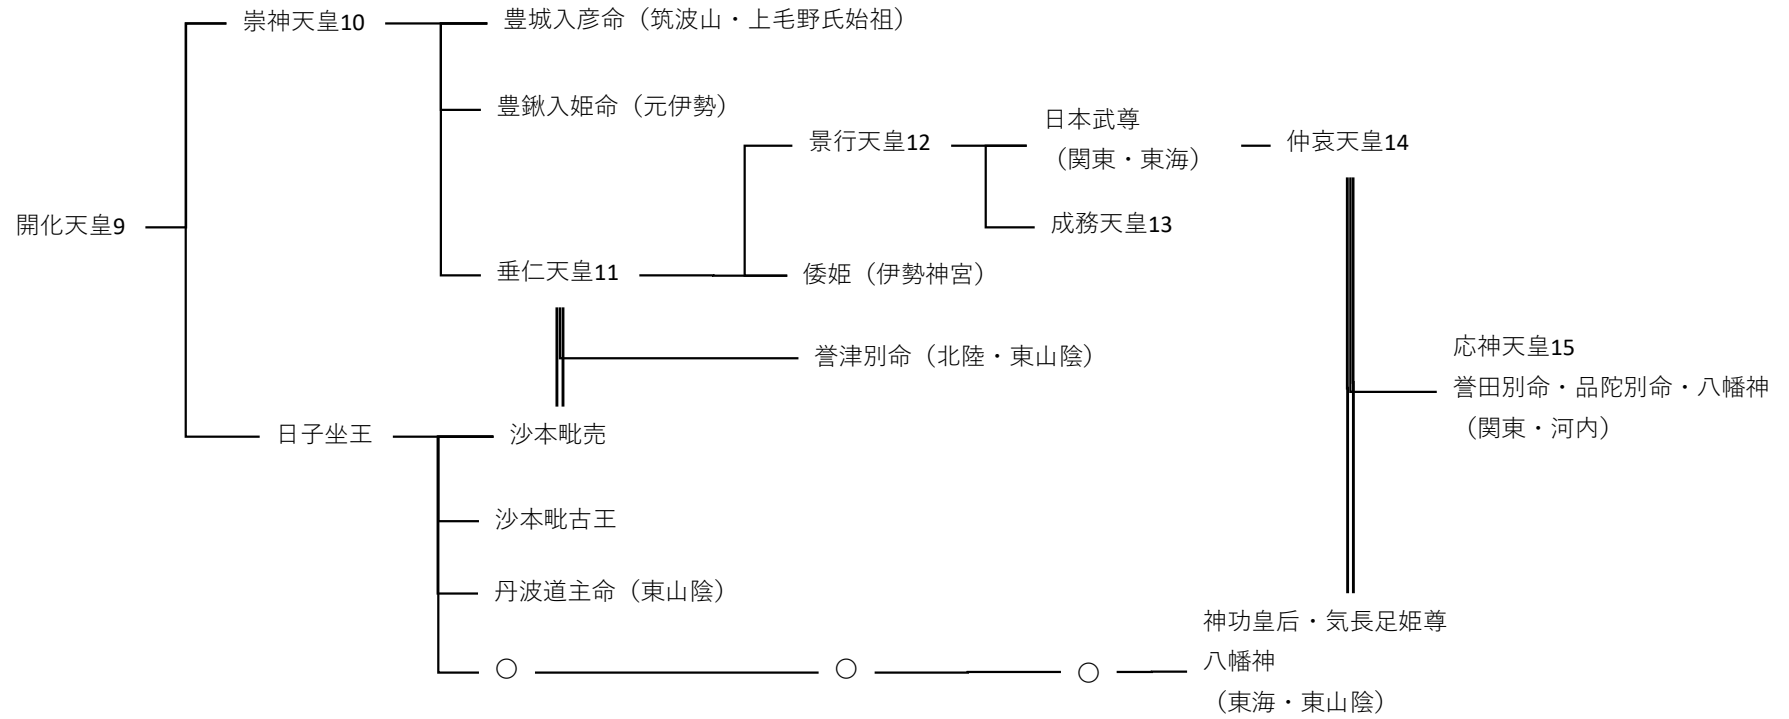 崇神天皇10
豊城入彦命（筑波山・上毛野氏始祖）
豊鍬入姫命（元伊勢）
日本武尊
（関東・東海）
景行天皇12
仲哀天皇14
開化天皇9
成務天皇13
垂仁天皇11
倭姫（伊勢神宮）
誉津別命（北陸・東山陰）
応神天皇15
誉田別命・品陀別命・八幡神
（関東・河内）
日子坐王
沙本毗売
沙本毗古王
丹波道主命（東山陰）
神功皇后・気長足姫尊
八幡神
（東海・東山陰）
○ ○ ○